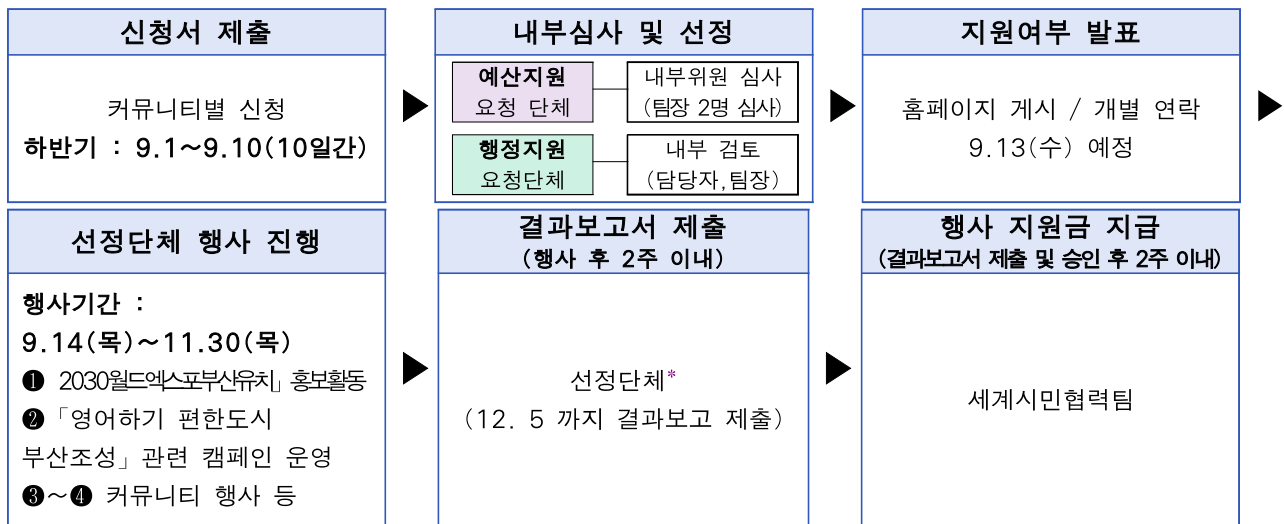 신청서 제출
커뮤니티별 신청
하반기 : 9.1~9.10(10일간)
내부심사 및 선정
예산지원
요청 단체
내부위원 심사
(팀장 2명 심사)
행정지원
요청단체
내부 검토
(담당자,팀장)
지원여부 발표
홈페이지 게시 / 개별 연락
9.13(수) 예정
선정단체 행사 진행
행사기간 :
9.14(목)~11.30(목)
❶ 2030월드엑스포부산유치」 홍보활동
❷「영어하기 편한도시
부산조성」관련 캠페인 운영
❸~❹ 커뮤니티 행사 등
결과보고서 제출
(행사 후 2주 이내)
선정단체*
(12. 5 까지 결과보고 제출)
행사 지원금 지급
(결과보고서 제출 및 승인 후 2주 이내)
세계시민협력팀